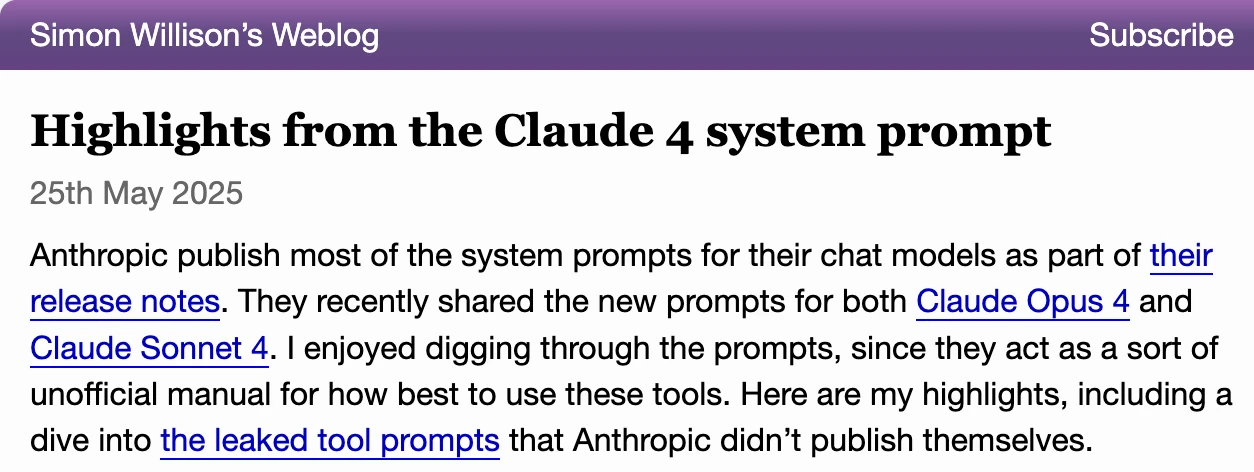 Simon Willison’s Weblog
Subscribe
Highlights from the Claude 4 system prompt
25th May 2025
Anthropic publish most of the system prompts for their chat models as part of their
release notes. They recently shared the new prompts for both Claude Opus 4 and
Claude Sonnet 4. I enjoyed digging through the prompts, since they act as a sort of
unofficial manual for how best to use these tools. Here are my highlights, including a
dive into the leaked tool prompts that Anthropic didn’t publish themselves.